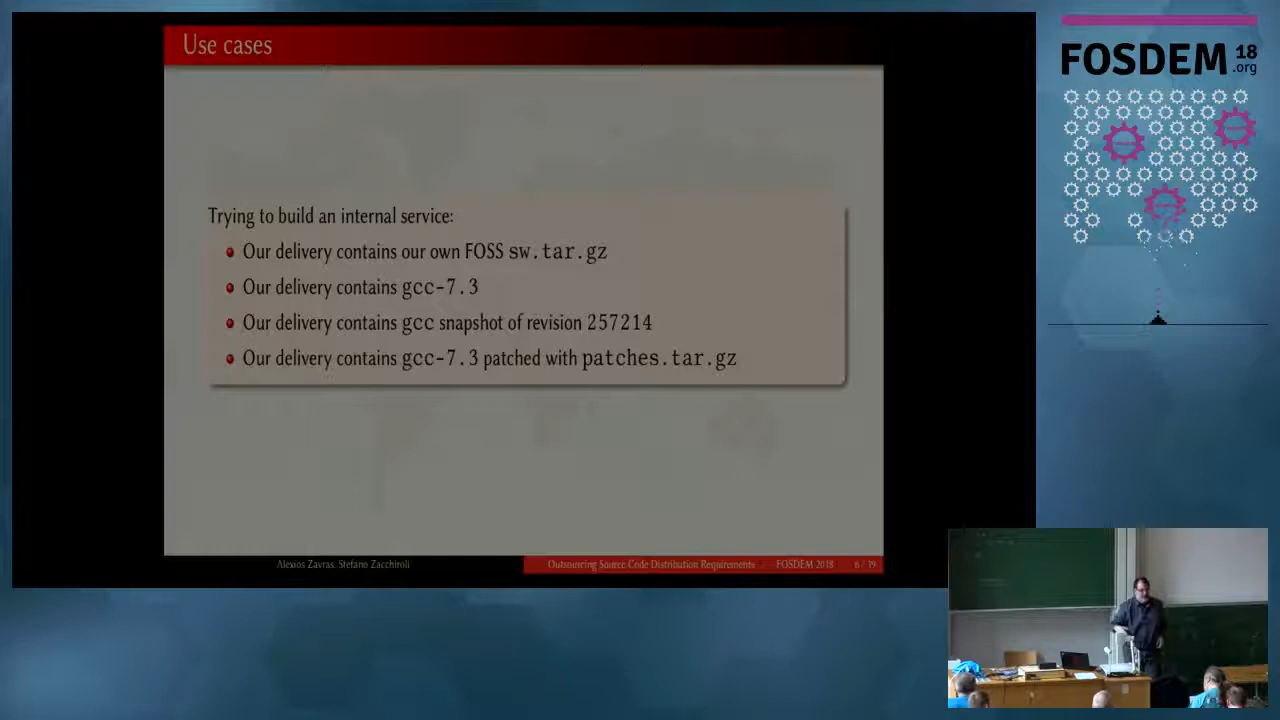 Use cases
Trying to build an internal service:
Our delivery contains our own FOSS sw.tar.gz
Our delivery contains gcc-7.3
Our delivery contains gcc snapshot of revision 257214
Our delivery contains gcc-7.3 patched with patches.tar.gz
Alexios Zavras, Stefano Zacchiroli
Outsourcing Source Code Distribution Requirements
FOSDEM 2018
6 / 19
FOSDEM 18
.org